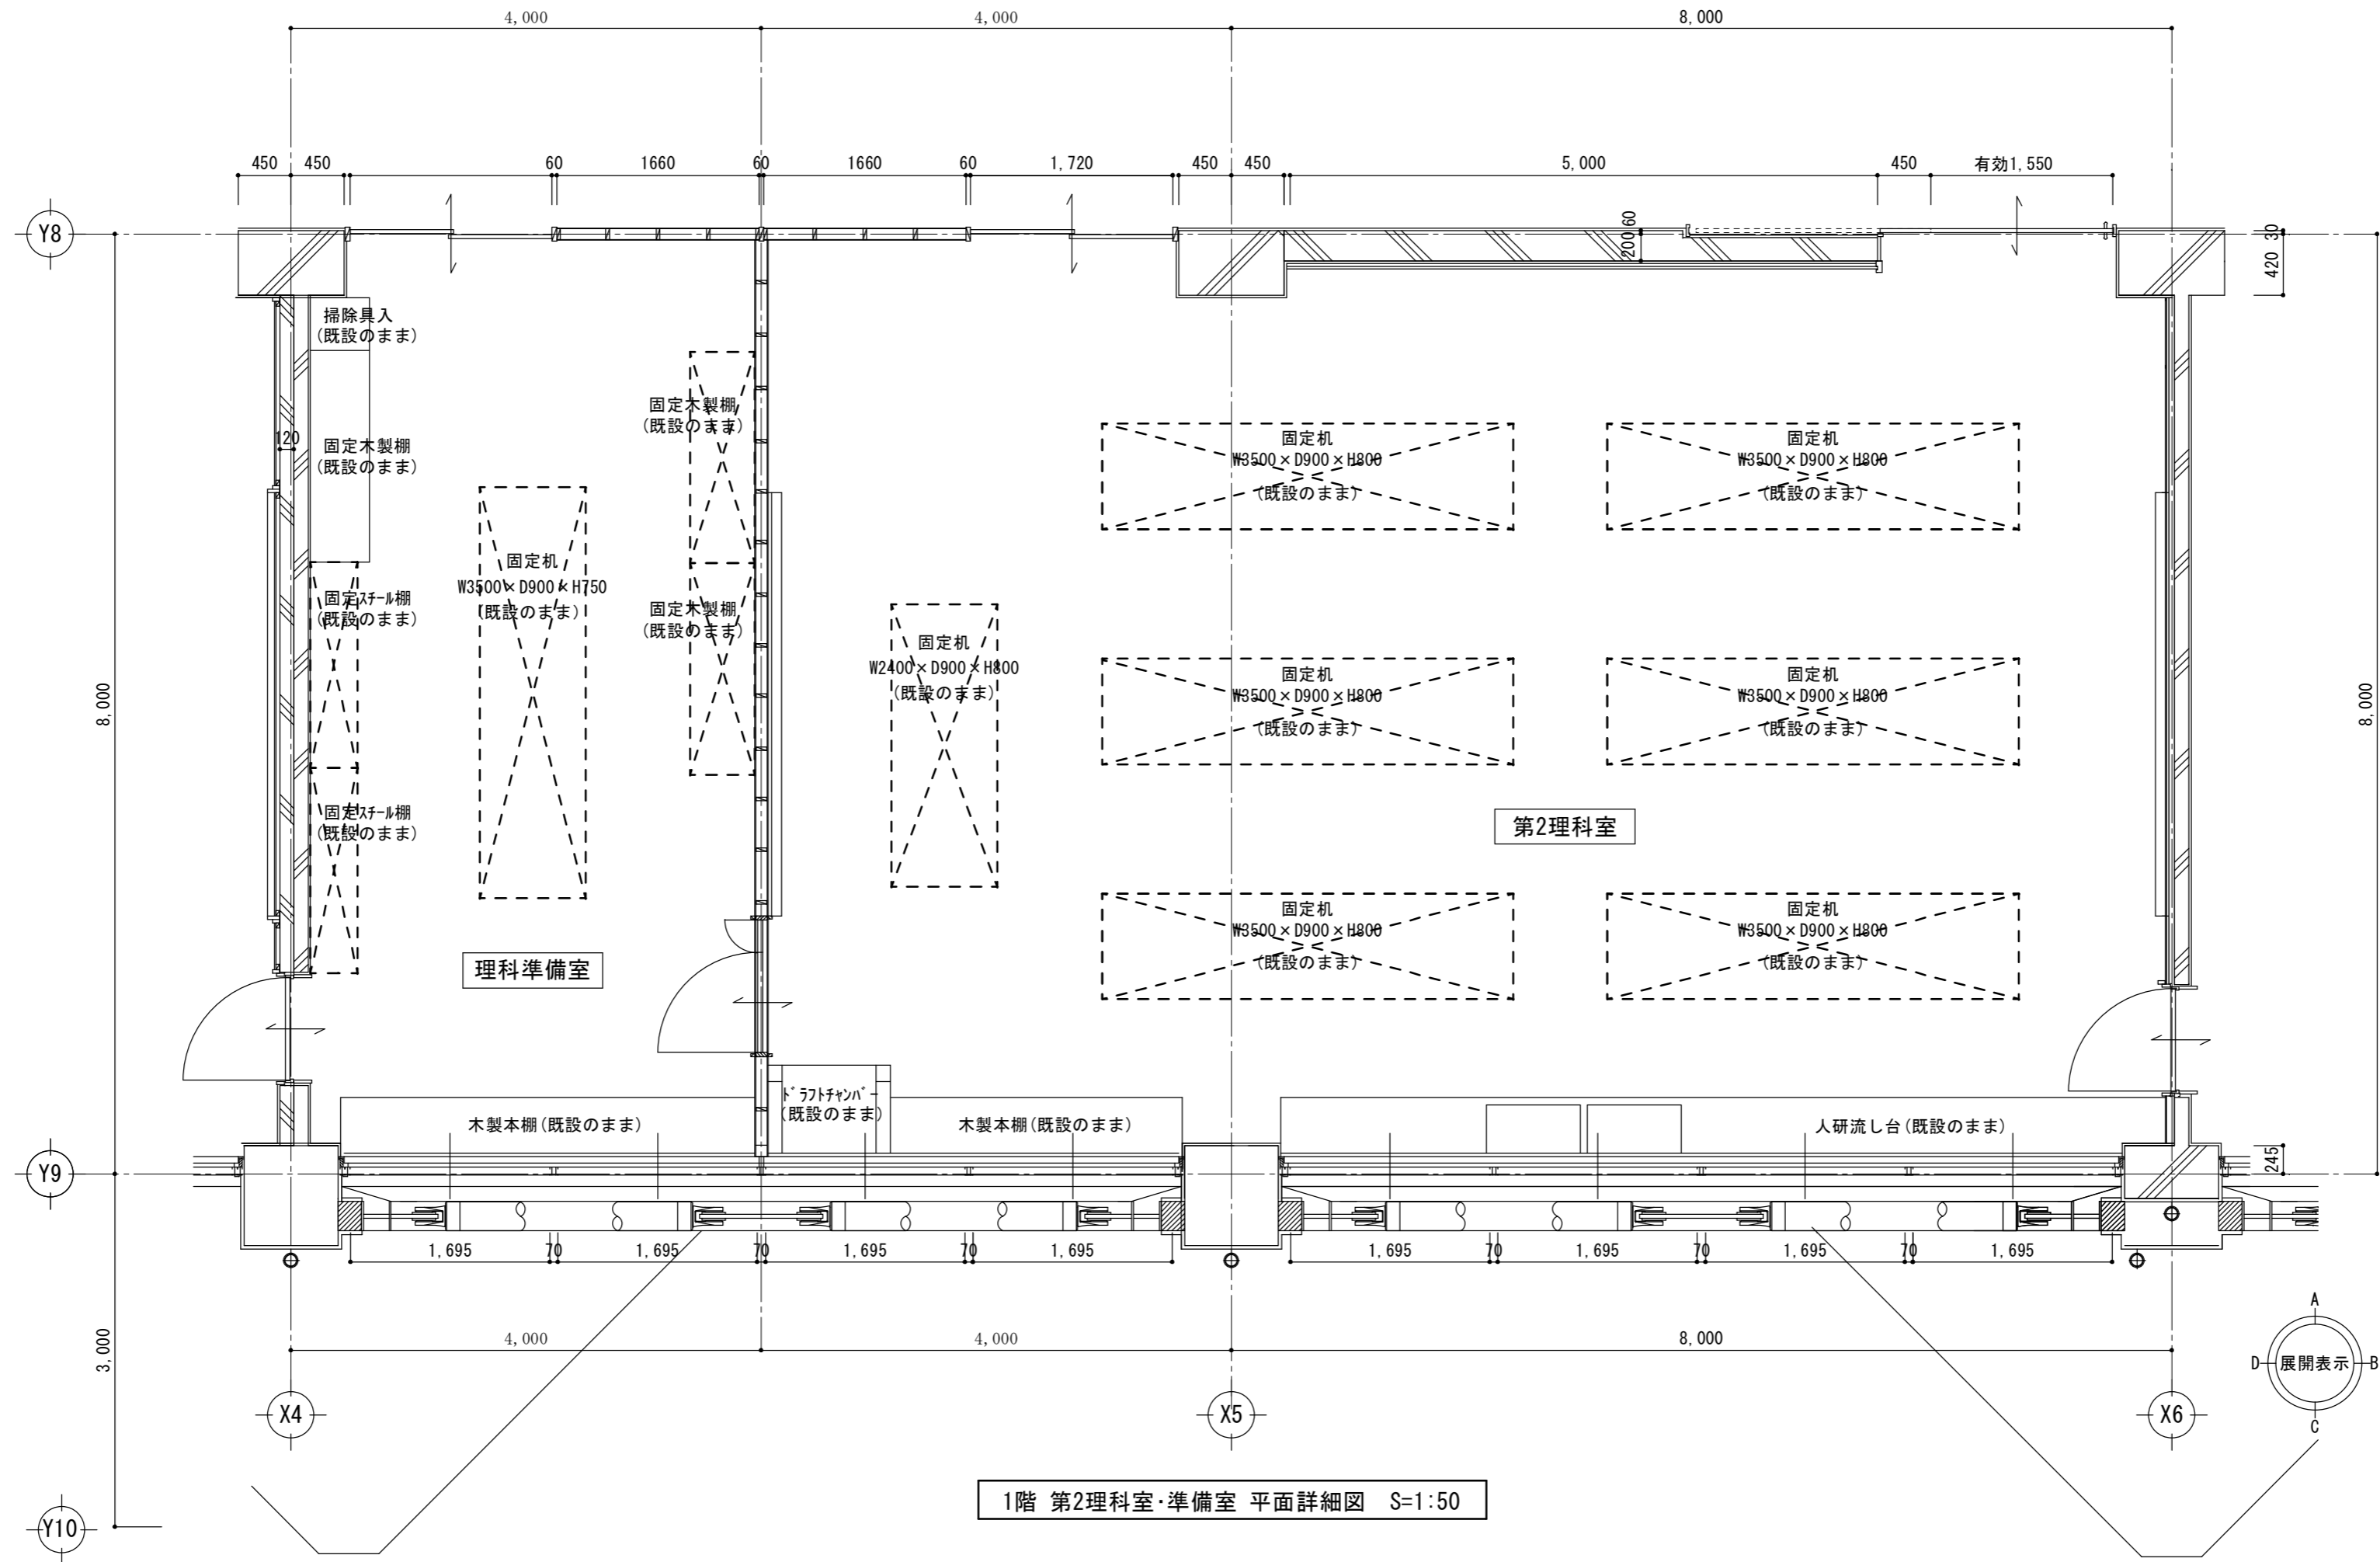 4,000
4,000
8,000
450
450
60
1660
60
1660
60
1,720
450
450
5,000
450
有効1,550
Y8
60
200
30
420
掃除具入
(既設のまま)
固定木製棚
(既設のまま)
120
固定木製棚
(既設のまま)
固定机
W3500×D900×H800
(既設のまま)
固定机
W3500×D900×H800
(既設のまま)
固定机
W3500×D900×H750
(既設のまま)
固定ｽﾁｰﾙ棚
(既設のまま)
固定木製棚
(既設のまま)
固定机
W2400×D900×H800
(既設のまま)
固定机
W3500×D900×H800
(既設のまま)
固定机
W3500×D900×H800
(既設のまま)
8,000
8,000
固定ｽﾁｰﾙ棚
(既設のまま)
第2理科室
固定机
W3500×D900×H800
(既設のまま)
固定机
W3500×D900×H800
(既設のまま)
理科準備室
ﾄﾞﾗﾌﾄﾁｬﾝﾊﾞｰ
(既設のまま)
木製本棚(既設のまま)
木製本棚(既設のまま)
人研流し台(既設のまま)
Y9
245
1,695
70
1,695
70
1,695
70
1,695
1,695
70
1,695
70
1,695
70
1,695
3,000
4,000
4,000
8,000
A
D
展開表示
B
C
X4
X5
X6
1階 第2理科室･準備室 平面詳細図 S=1:50
Y10